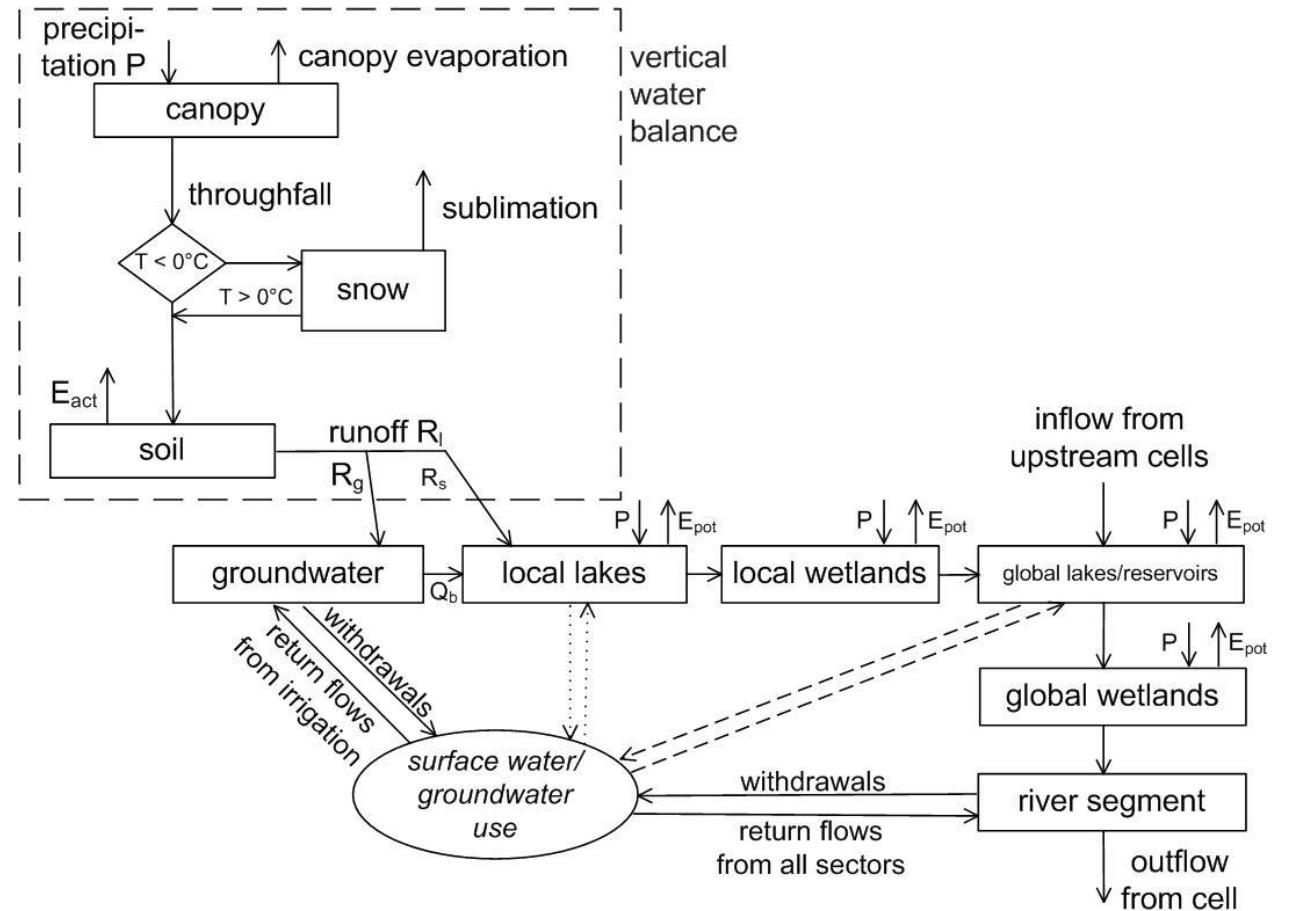 precipi-
tation P
canopy evaporation
vertical
water
balance
canopy
throughfall
sublimation
T < 0°C
snow
T > 0°C
E_act
soil
runoff R_l
R_g
R_s
inflow from
upstream cells
P
E_pot
P
E_pot
P
E_pot
groundwater
Q_b
local lakes
local wetlands
global lakes/reservoirs
withdrawals
return flows
from irrigation
P
E_pot
global wetlands
surface water/
groundwater
use
withdrawals
return flows
from all sectors
river segment
outflow
from cell